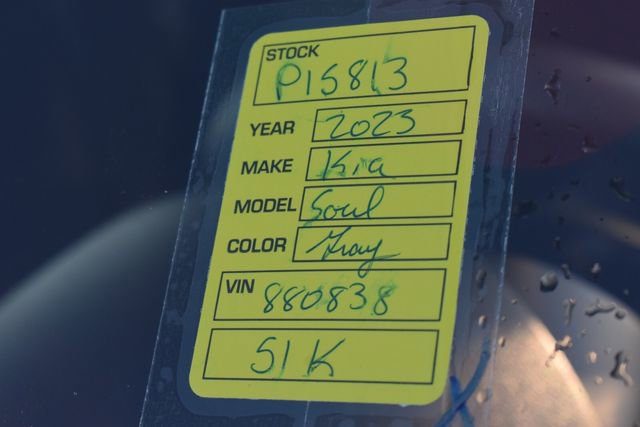 STOCK
P15813
YEAR 2023
MAKE Kia
MODEL Soul
COLOR Gray
VIN 880838
51K